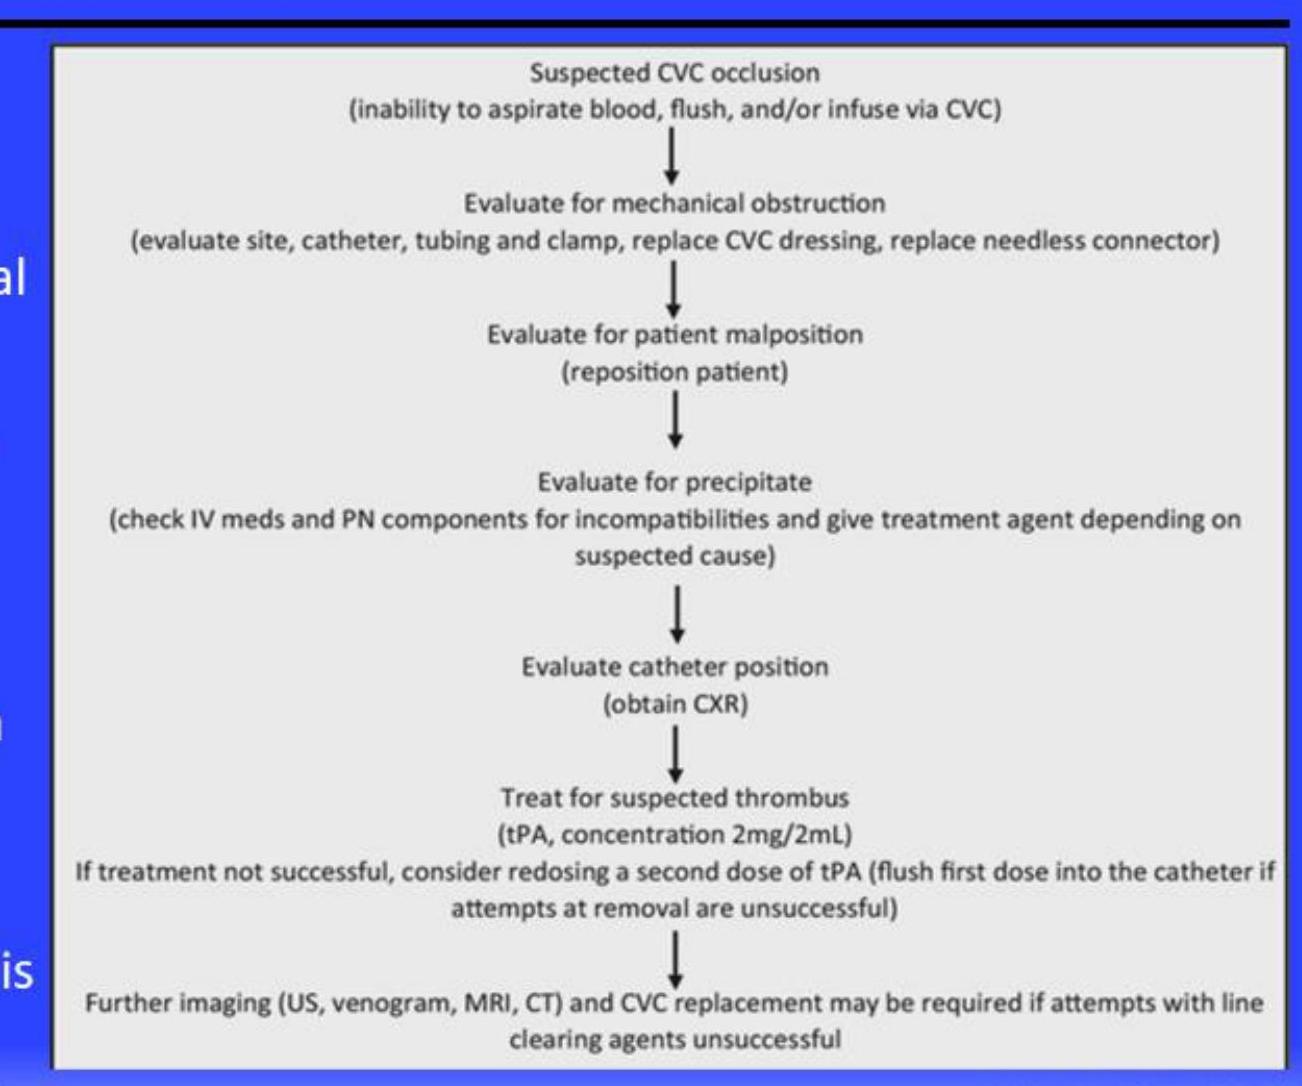 Suspected CVC occlusion
(inability to aspirate blood, flush, and/or infuse via CVC)
Evaluate for mechanical obstruction
(evaluate site, catheter, tubing and clamp, replace CVC dressing, replace needless connector)
al
Evaluate for patient malposition
(reposition patient)
Evaluate for precipitate
(check IV meds and PN components for incompatibilities and give treatment agent depending on
suspected cause)
Evaluate catheter position
(obtain CXR)
Treat for suspected thrombus
(tPA, concentration 2mg/2mL)
If treatment not successful, consider redosing a second dose of tPA (flush first dose into the catheter if
attempts at removal are unsuccessful)
is
Further imaging (US, venogram, MRI, CT) and CVC replacement may be required if attempts with line
clearing agents unsuccessful